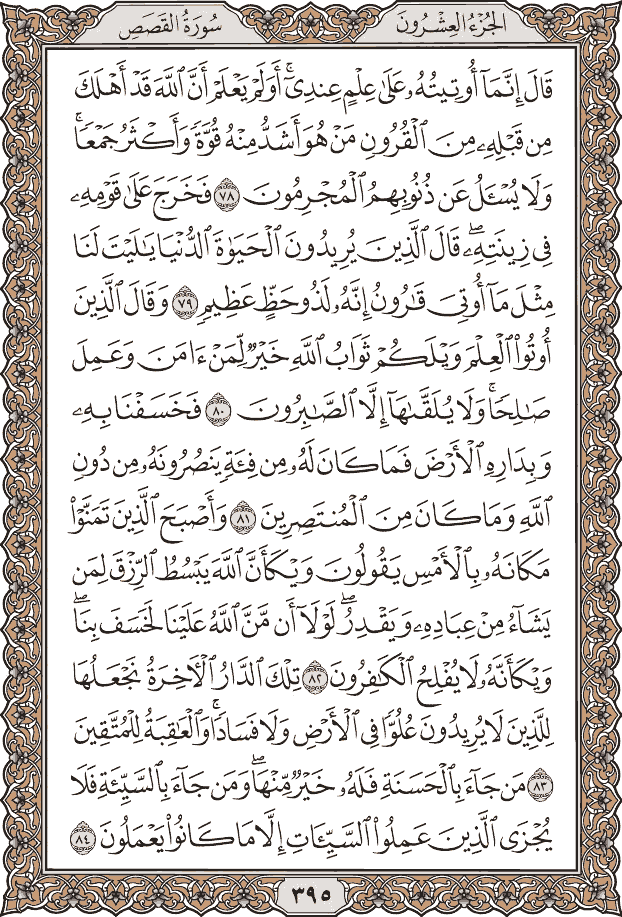 الجُزْءُ العِشْرُونَ
سُورَةُ القَصَصِ
قَالَ إِنَّمَآ أُوتِيتُهُۥ عَلَىٰ عِلْمٍ عِندِيٓۚ أَوَلَمْ يَعْلَمْ أَنَّ ٱللَّهَ قَدْ أَهْلَكَ
مِن قَبْلِهِۦ مِنَ ٱلْقُرُونِ مَنْ هُوَ أَشَدُّ مِنْهُ قُوَّةً وَأَكْثَرُ جَمْعًاۚ
وَلَا يُسْـَٔلُ عَن ذُنُوبِهِمُ ٱلْمُجْرِمُونَ ٧٨ فَخَرَجَ عَلَىٰ قَوْمِهِۦ
فِي زِينَتِهِۦۖ قَالَ ٱلَّذِينَ يُرِيدُونَ ٱلْحَيَوٰةَ ٱلدُّنْيَا يَٰلَيْتَ لَنَا
مِثْلَ مَآ أُوتِيَ قَٰرُونُ إِنَّهُۥ لَذُو حَظٍّ عَظِيمٍ ٧٩ وَقَالَ ٱلَّذِينَ
أُوتُوا۟ ٱلْعِلْمَ وَيْلَكُمْ ثَوَابُ ٱللَّهِ خَيْرٌ لِّمَنْ ءَامَنَ وَعَمِلَ
صَٰلِحًاۚ وَلَا يُلَقَّىٰهَآ إِلَّا ٱلصَّٰبِرُونَ ٨٠ فَخَسَفْنَا بِهِۦ
وَبِدَارِهِ ٱلْأَرْضَ فَمَا كَانَ لَهُۥ مِن فِئَةٍ يَنصُرُونَهُۥ مِن دُونِ
ٱللَّهِ وَمَا كَانَ مِنَ ٱلْمُنتَصِرِينَ ٨١ وَأَصْبَحَ ٱلَّذِينَ تَمَنَّوْا۟
مَكَانَهُۥ بِٱلْأَمْسِ يَقُولُونَ وَيْكَأَنَّ ٱللَّهَ يَبْسُطُ ٱلرِّزْقَ لِمَن
يَشَآءُ مِنْ عِبَادِهِۦ وَيَقْدِرُۖ لَوْلَآ أَن مَّنَّ ٱللَّهُ عَلَيْنَا لَخَسَفَ بِنَاۖ
وَيْكَأَنَّهُۥ لَا يُفْلِحُ ٱلْكَٰفِرُونَ ٨٢ تِلْكَ ٱلدَّارُ ٱلْأَخِرَةُ نَجْعَلُهَا
لِلَّذِينَ لَا يُرِيدُونَ عُلُوًّا فِي ٱلْأَرْضِ وَلَا فَسَادًاۚ وَٱلْعَٰقِبَةُ لِلْمُتَّقِينَ
٨٣ مَن جَآءَ بِٱلْحَسَنَةِ فَلَهُۥ خَيْرٌ مِّنْهَاۖ وَمَن جَآءَ بِٱلسَّيِّئَةِ فَلَا
يُجْزَى ٱلَّذِينَ عَمِلُوا۟ ٱلسَّيِّـَٔاتِ إِلَّا مَا كَانُوا۟ يَعْمَلُونَ ٨٤
٣٩٥